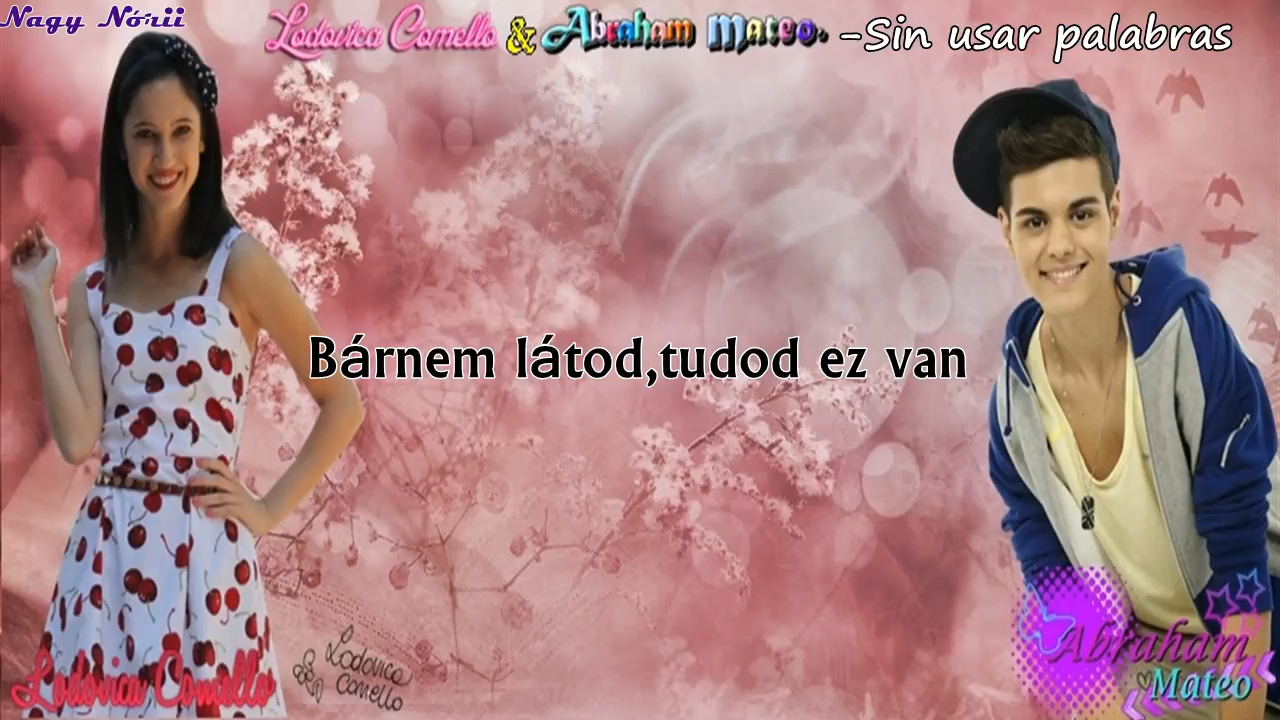 Nagy Nórii
Lodovica Comello & Abraham Mateo. -Sin usar palabras
Bárnem látod,tudod ez van
Lodovica Comello
Lodovica
Comello
Abraham
Mateo